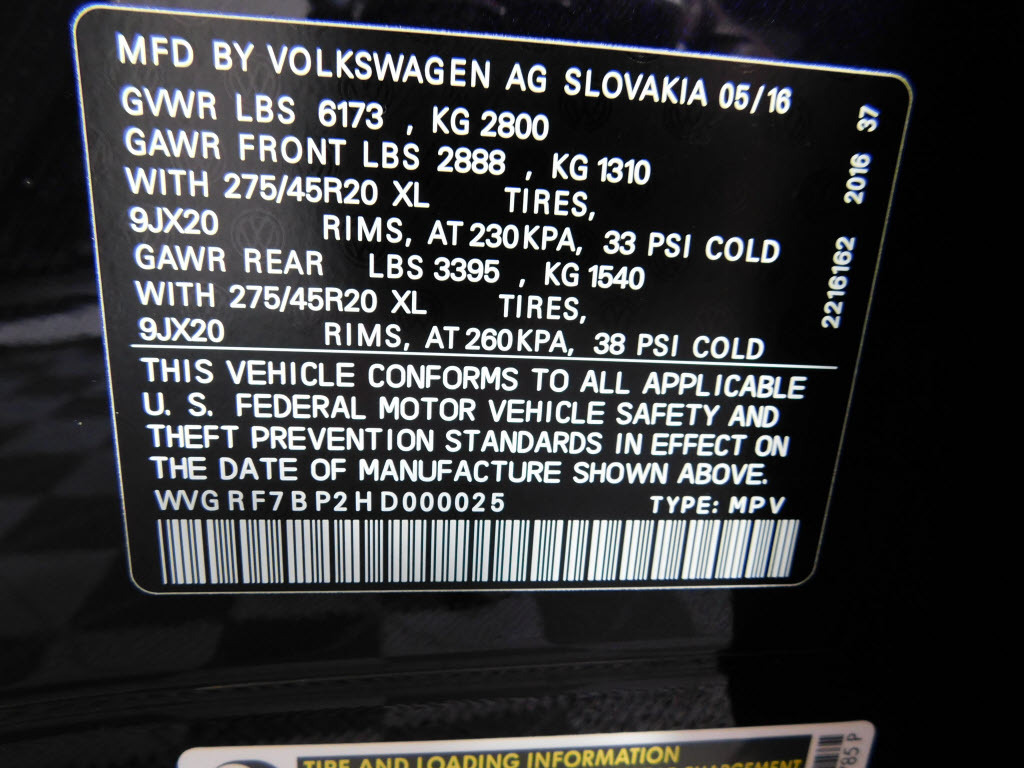 MFD BY VOLKSWAGEN AG SLOVAKIA 05/16
GVWR LBS 6173 , KG 2800
GAWR FRONT LBS 2888 , KG 1310
WITH 275/45R20 XL TIRES,
9JX20 RIMS, AT 230KPA, 33 PSI COLD
GAWR REAR LBS 3395 , KG 1540
WITH 275/45R20 XL TIRES,
9JX20 RIMS, AT 260KPA, 38 PSI COLD
THIS VEHICLE CONFORMS TO ALL APPLICABLE
U. S. FEDERAL MOTOR VEHICLE SAFETY AND
THEFT PREVENTION STANDARDS IN EFFECT ON
THE DATE OF MANUFACTURE SHOWN ABOVE.
WVGRF7BP2HD000025 TYPE: MPV
2216162 2016 37
TIRE AND LOADING INFORMATION
CHARGEMENT
785 P